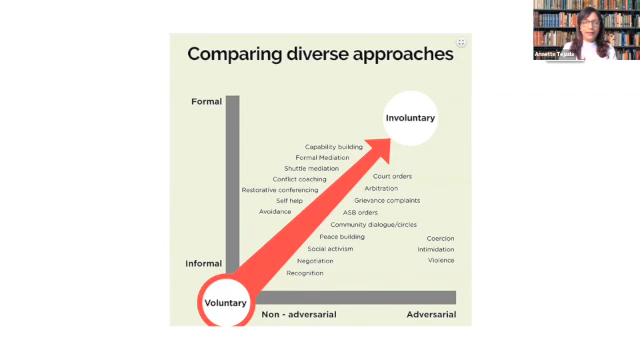 Comparing diverse approaches
Annette Tejada
Formal
Involuntary
Capability building
Formal Mediation
Shuttle mediation
Conflict coaching
Restorative conferencing
Self help
Avoidance
Court orders
Arbitration
Grievance complaints
ASB orders
Community dialogue/circles
Peace building
Social activism
Negotiation
Recognition
Coercion
Intimidation
Violence
Informal
Voluntary
Non - adversarial
Adversarial